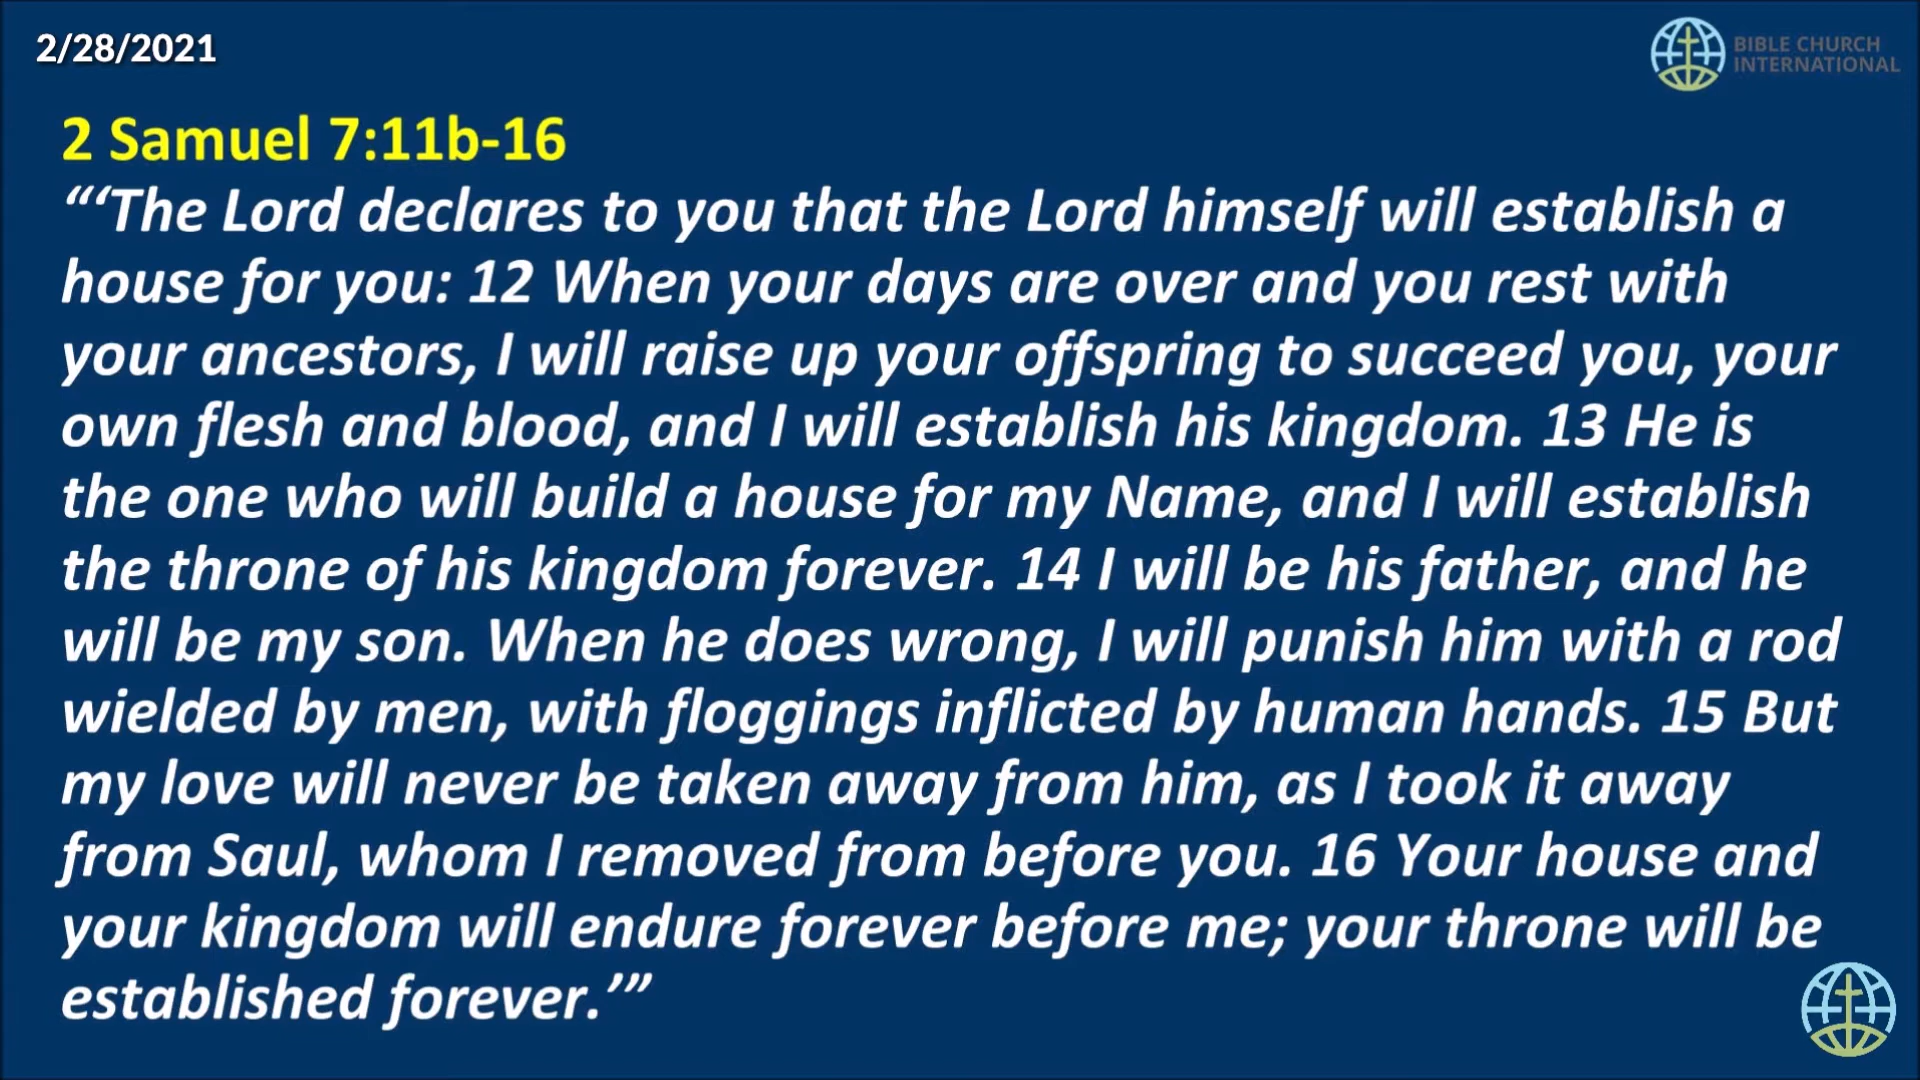 2/28/2021
BIBLE CHURCH
INTERNATIONAL
2 Samuel 7:11b-16
“‘The Lord declares to you that the Lord himself will establish a
house for you: 12 When your days are over and you rest with
your ancestors, I will raise up your offspring to succeed you, your
own flesh and blood, and I will establish his kingdom. 13 He is
the one who will build a house for my Name, and I will establish
the throne of his kingdom forever. 14 I will be his father, and he
will be my son. When he does wrong, I will punish him with a rod
wielded by men, with floggings inflicted by human hands. 15 But
my love will never be taken away from him, as I took it away
from Saul, whom I removed from before you. 16 Your house and
your kingdom will endure forever before me; your throne will be
established forever.’”